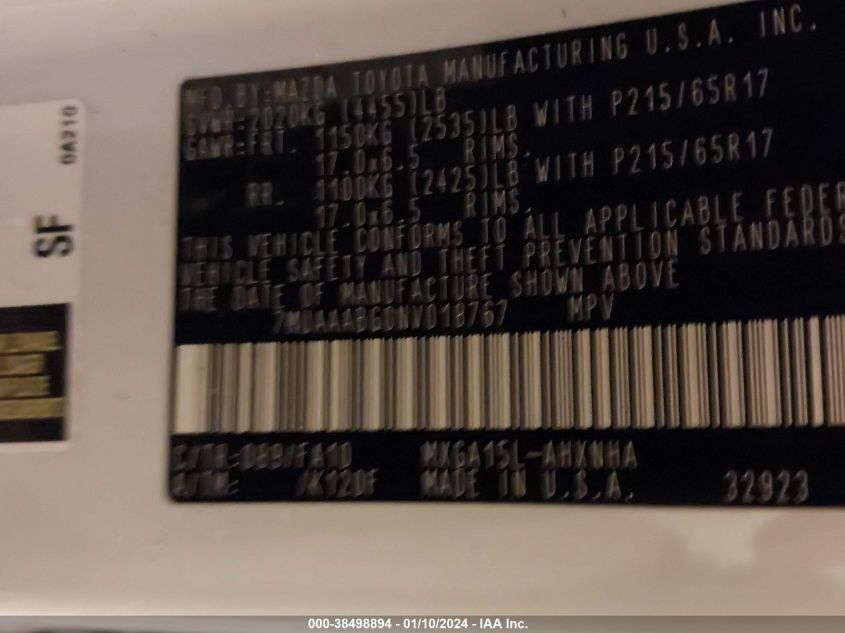 MFD. BY: MAZDA TOYOTA MANUFACTURING U.S.A. INC.
GVWR: 2020KG (4455)LB
GAWR: FRT. 1150KG (2535)LB WITH P215/65R17
17.0x6.5 RIMS.
RR. 1100KG (2425)LB WITH P215/65R17
17.0x6.5 RIMS.
THIS VEHICLE CONFORMS TO ALL APPLICABLE FEDER
VEHICLE SAFETY AND THEFT PREVENTION STANDARDS
THE DATE OF MANUFACTURE SHOWN ABOVE
MPV
C/TR: 089/FA10 MXGA15L-AHXNHA
A/TM: /K120F MADE IN U.S.A. 32923
SF
0A210
000-38498894 - 01/10/2024 - IAA Inc.